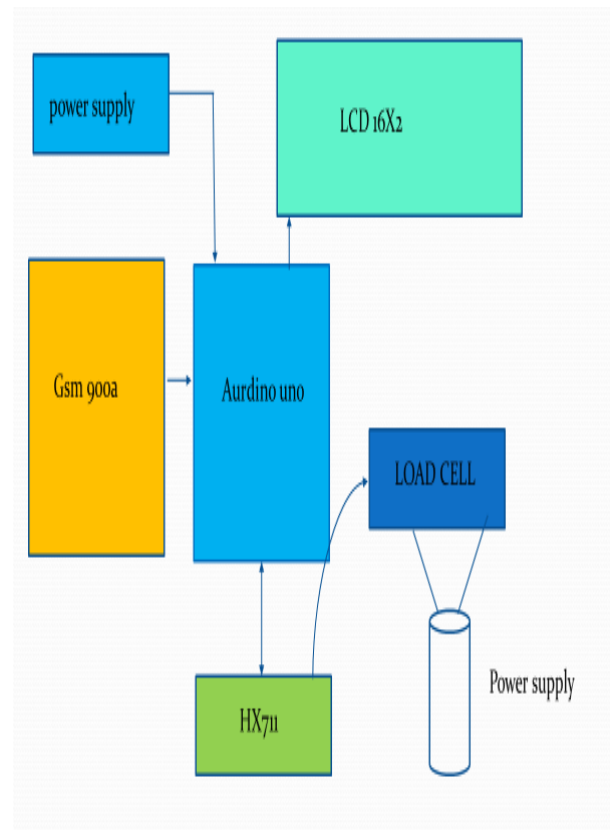 power supply
LCD 16X2
Gsm 900a
Aurdino uno
LOAD CELL
Power supply
HX711